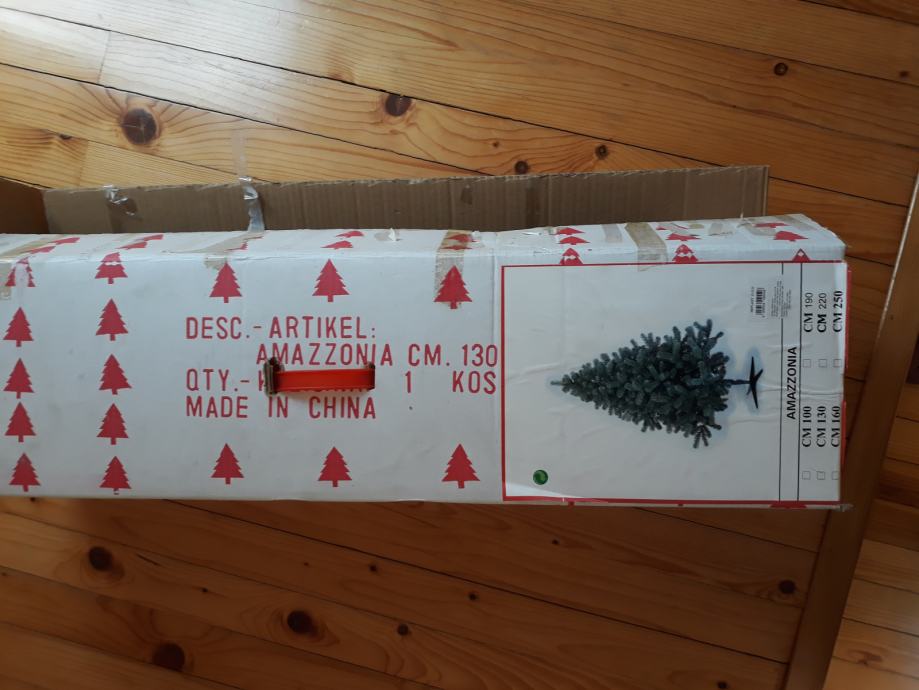 DESC.-ARTIKEL:
AMAZZONIA CM. 130
QTY.- 1 KOS
MADE IN CHINA
AMAZZONIA
CM 100
CM 190
CM 130
CM 220
CM 160
CM 250